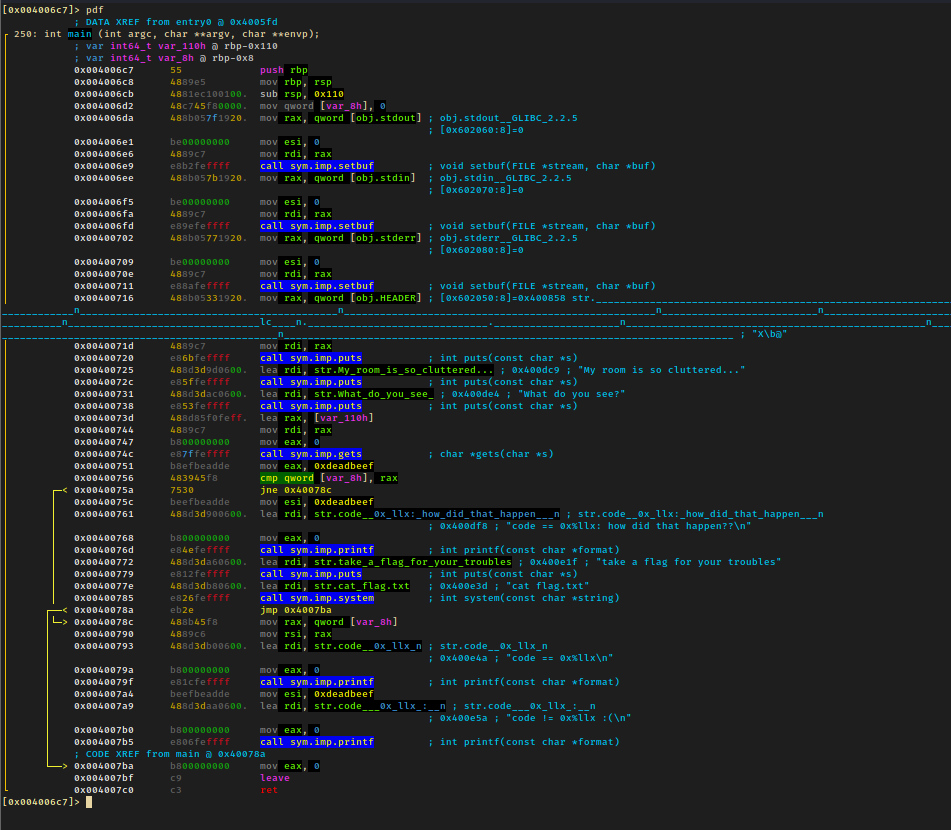 [0x004006c7]> pdf
; DATA XREF from entry0 @ 0x4005fd
250: int main (int argc, char **argv, char **envp);
; var int64_t var_110h @ rbp-0x110
; var int64_t var_8h @ rbp-0x8
0x004006c7 55 push rbp
0x004006c8 4889e5 mov rbp, rsp
0x004006cb 4881ec100100. sub rsp, 0x110
0x004006d2 48c745f80000. mov qword [var_8h], 0
0x004006da 488b057f1920. mov rax, qword [obj.stdout] ; obj.stdout__GLIBC_2.2.5
; [0x602060:8]=0
0x004006e1 be00000000 mov esi, 0
0x004006e6 4889c7 mov rdi, rax
0x004006e9 e8b2feffff call sym.imp.setbuf ; void setbuf(FILE *stream, char *buf)
0x004006ee 488b057b1920. mov rax, qword [obj.stdin] ; obj.stdin__GLIBC_2.2.5
; [0x602070:8]=0
0x004006f5 be00000000 mov esi, 0
0x004006fa 4889c7 mov rdi, rax
0x004006fd e89efeffff call sym.imp.setbuf ; void setbuf(FILE *stream, char *buf)
0x00400702 488b05771920. mov rax, qword [obj.stderr] ; obj.stderr__GLIBC_2.2.5
; [0x602080:8]=0
0x00400709 be00000000 mov esi, 0
0x0040070e 4889c7 mov rdi, rax
0x00400711 e88afeffff call sym.imp.setbuf ; void setbuf(FILE *stream, char *buf)
0x00400716 488b05331920. mov rax, qword [obj.HEADER] ; [0x602050:8]=0x400858 str.
n n n n n
n lc____n. . n n
n ; "X\b@"
0x0040071d 4889c7 mov rdi, rax
0x00400720 e86bfeffff call sym.imp.puts ; int puts(const char *s)
0x00400725 488d3d9d0600. lea rdi, str.My_room_is_so_cluttered... ; 0x400dc9 ; "My room is so cluttered..."
0x0040072c e85ffeffff call sym.imp.puts ; int puts(const char *s)
0x00400731 488d3dac0600. lea rdi, str.What_do_you_see_ ; 0x400de4 ; "What do you see?"
0x00400738 e853feffff call sym.imp.puts ; int puts(const char *s)
0x0040073d 488d85f0feff. lea rax, [var_110h]
0x00400744 4889c7 mov rdi, rax
0x00400747 b800000000 mov eax, 0
0x0040074c e87ffeffff call sym.imp.gets ; char *gets(char *s)
0x00400751 b8efbeadde mov eax, 0xdeadbeef
0x00400756 483945f8 cmp qword [var_8h], rax
0x0040075a 7530 jne 0x40078c
0x0040075c beefbeadde mov esi, 0xdeadbeef
0x00400761 488d3d900600. lea rdi, str.code__0x_llx:_how_did_that_happen___n ; str.code__0x_llx:_how_did_that_happen___n
; 0x400df8 ; "code == 0x%llx: how did that happen??\n"
0x00400768 b800000000 mov eax, 0
0x0040076d e84efeffff call sym.imp.printf ; int printf(const char *format)
0x00400772 488d3da60600. lea rdi, str.take_a_flag_for_your_troubles ; 0x400e1f ; "take a flag for your troubles"
0x00400779 e812feffff call sym.imp.puts ; int puts(const char *s)
0x0040077e 488d3db80600. lea rdi, str.cat_flag.txt ; 0x400e3d ; "cat flag.txt"
0x00400785 e826feffff call sym.imp.system ; int system(const char *string)
0x0040078a eb2e jmp 0x4007ba
0x0040078c 488b45f8 mov rax, qword [var_8h]
0x00400790 4889c6 mov rsi, rax
0x00400793 488d3db00600. lea rdi, str.code__0x_llx_n ; str.code__0x_llx_n
; 0x400e4a ; "code == 0x%llx\n"
0x0040079a b800000000 mov eax, 0
0x0040079f e81cfeffff call sym.imp.printf ; int printf(const char *format)
0x004007a4 beefbeadde mov esi, 0xdeadbeef
0x004007a9 488d3daa0600. lea rdi, str.code___0x_llx_:__n ; str.code___0x_llx_:__n
; 0x400e5a ; "code != 0x%llx :(\n"
0x004007b0 b800000000 mov eax, 0
0x004007b5 e806feffff call sym.imp.printf ; int printf(const char *format)
; CODE XREF from main @ 0x40078a
0x004007ba b800000000 mov eax, 0
0x004007bf c9 leave
0x004007c0 c3 ret
[0x004006c7]>